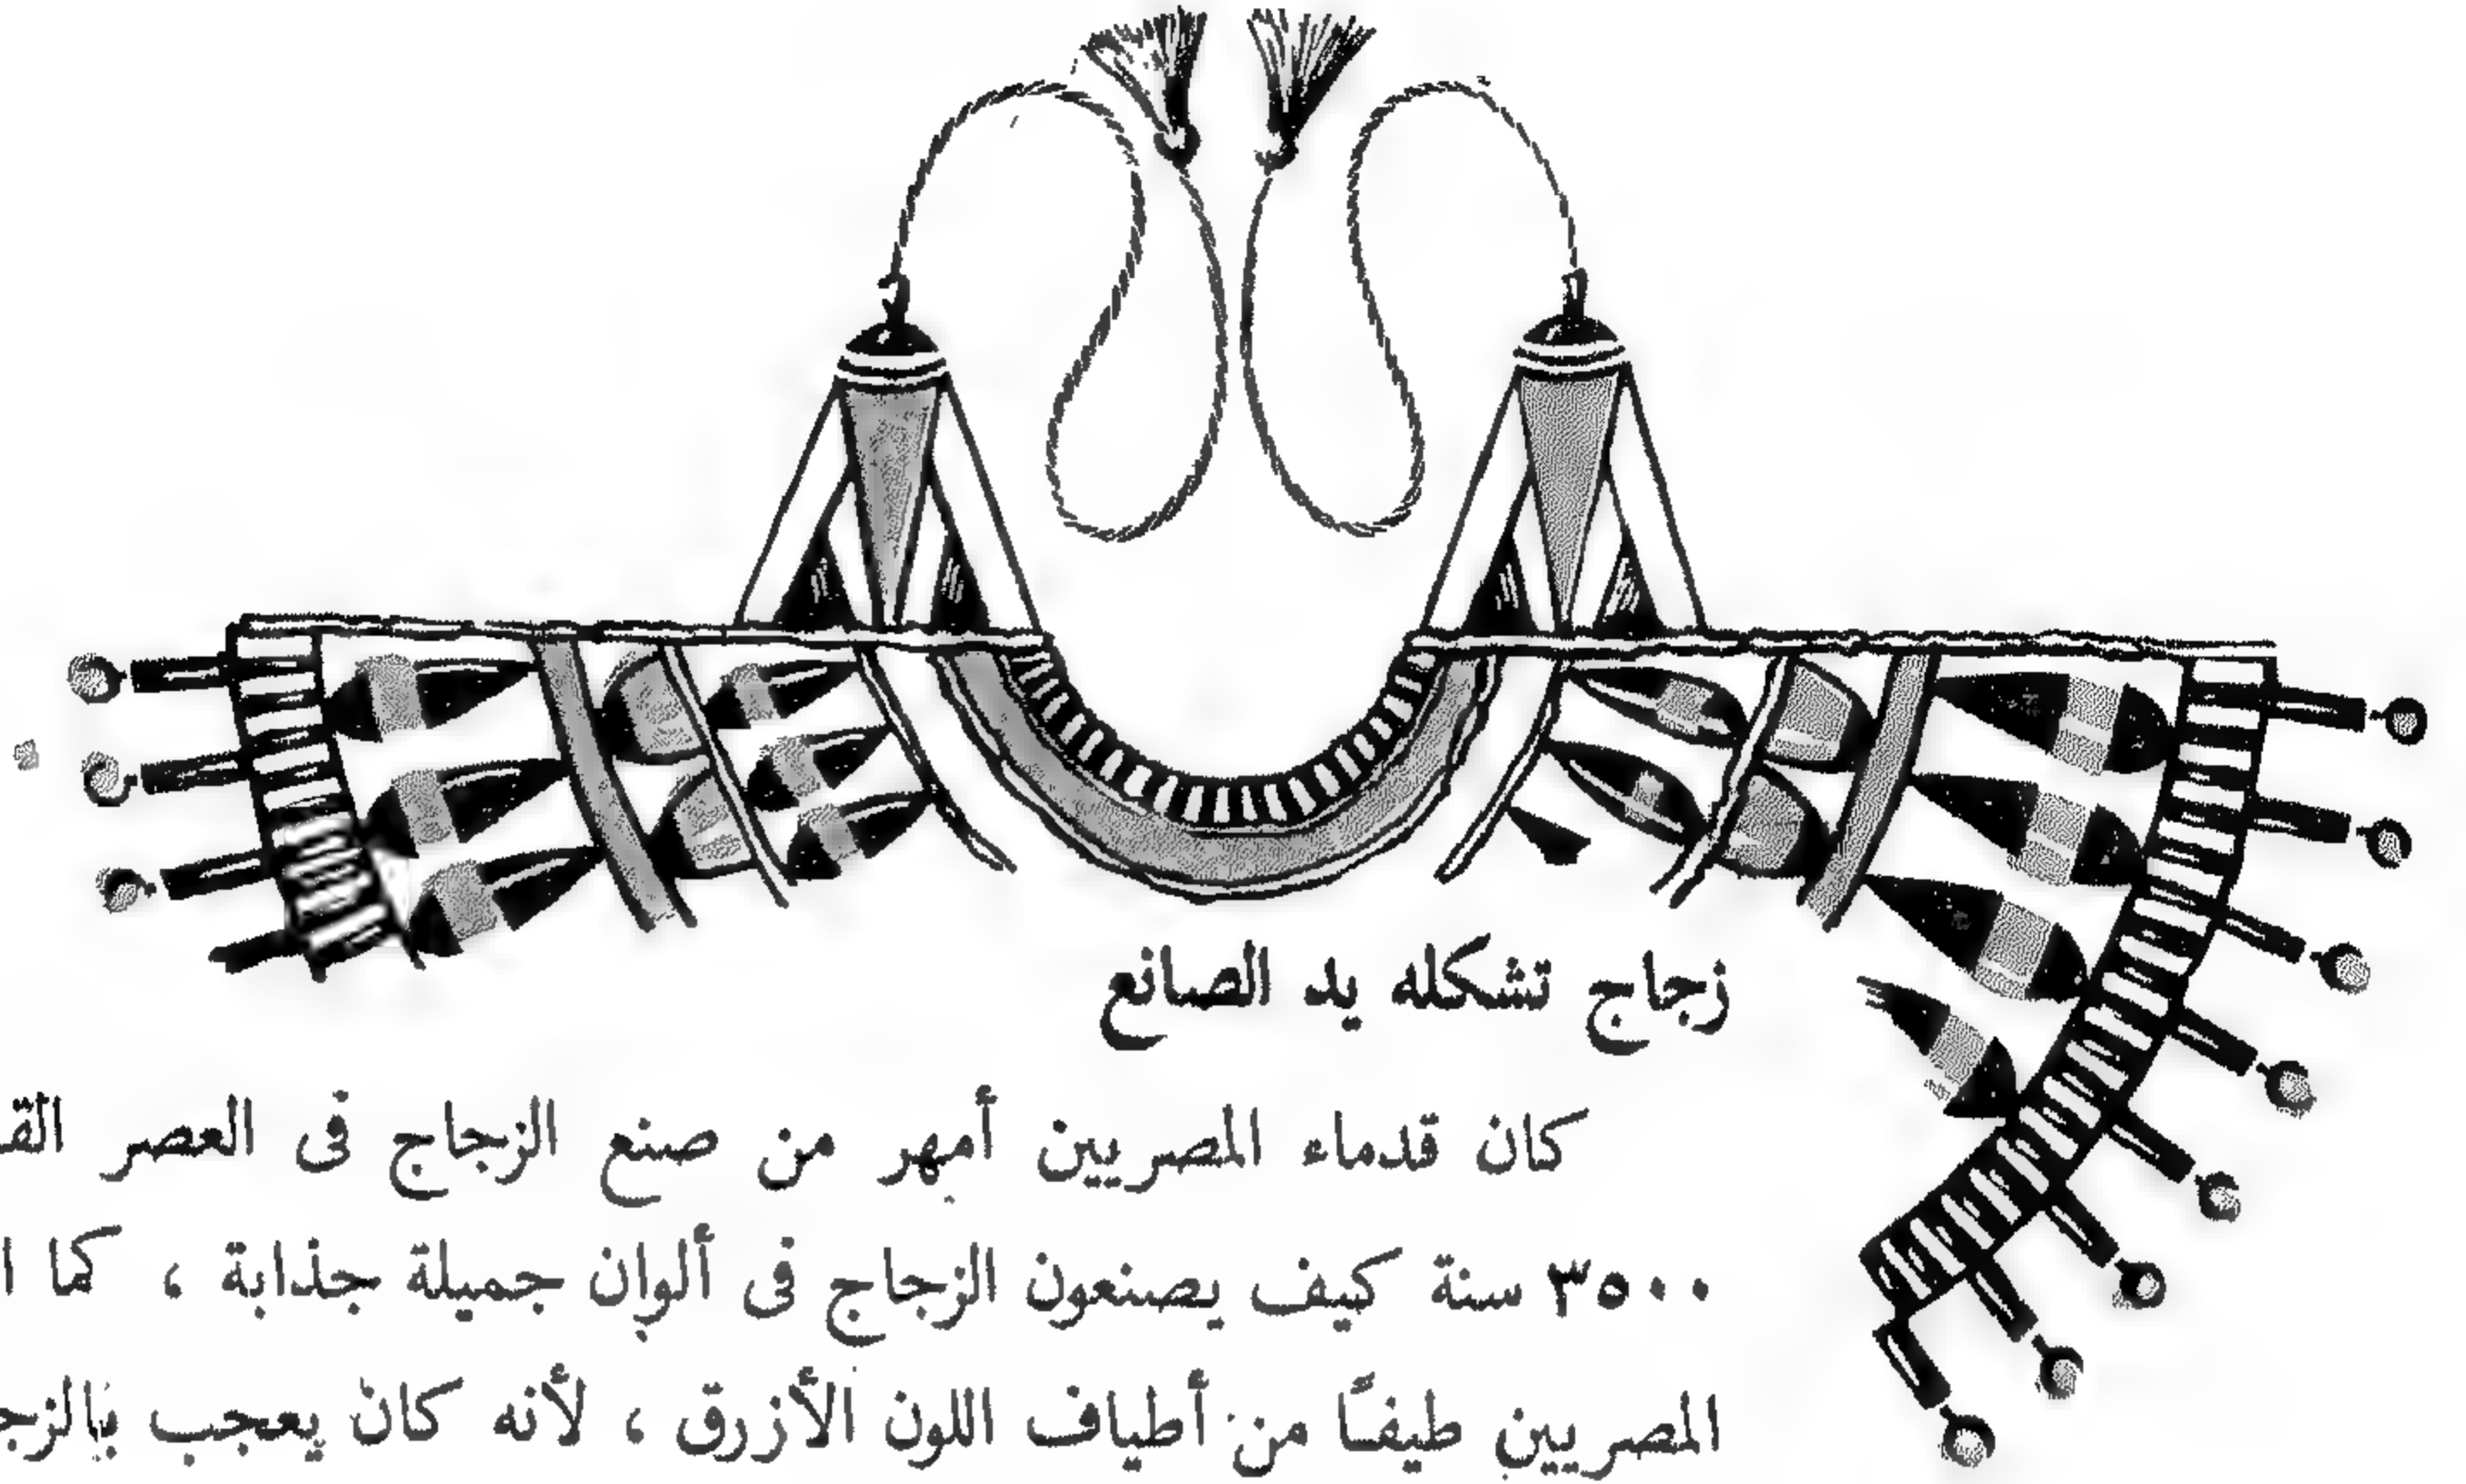 زجاج تشكله يد الصانع
كان قدماء المصريين أمهر من صنع الزجاج فى العصر
٣٥٠٠ سنة كيف يصنعون الزجاج فى ألوان جميلة جذابة ، كما
المصريين طيفًا من أطياف اللون الأزرق ، لأنه كان يعجب